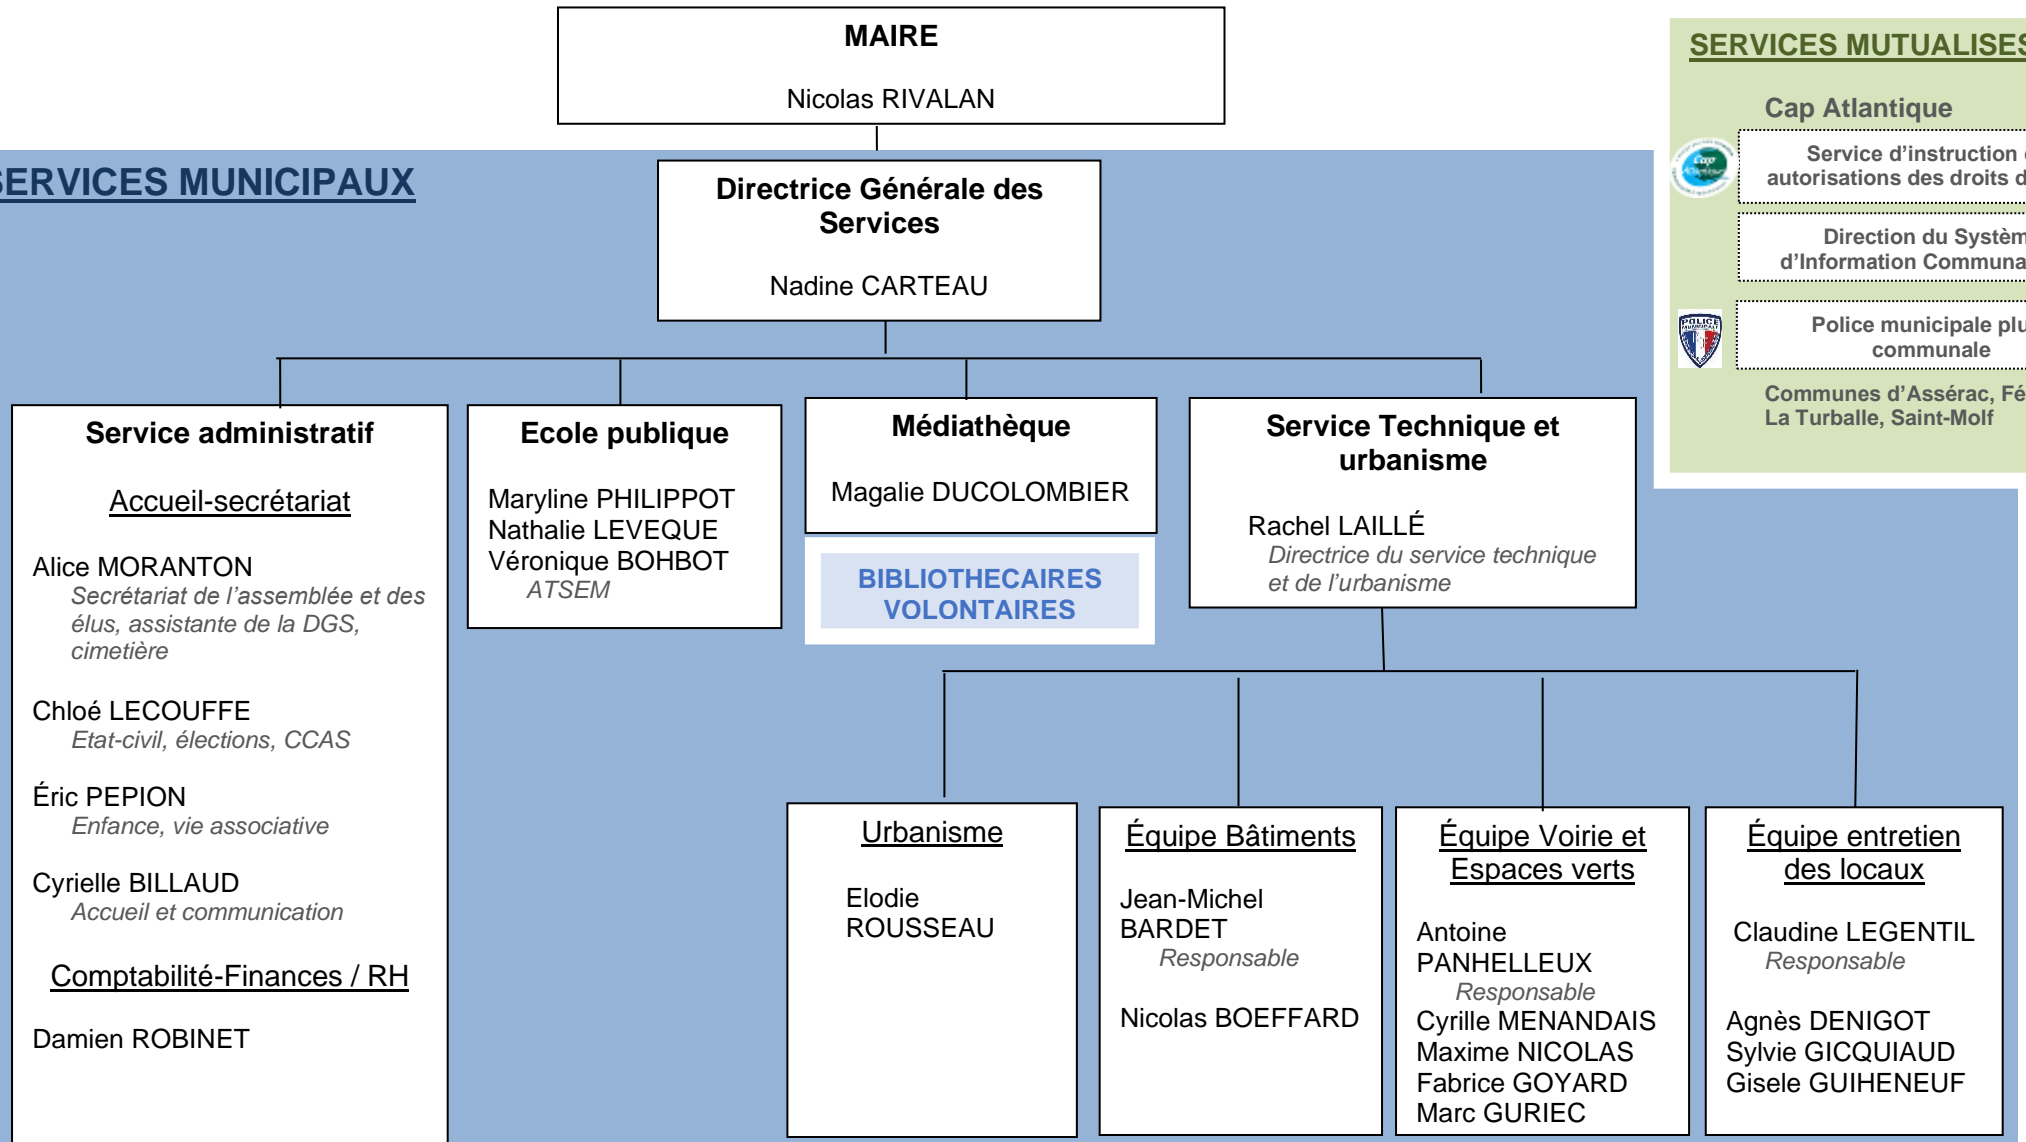 MAIRE
Nicolas RIVALAN
SERVICES MUNICIPAUX
Directrice Générale des
Services
Nadine CARTEAU
SERVICES MUTUALISES
Cap Atlantique
Service d’instruction
autorisations des droits
Direction du
d’Information
Police municipale
communale
Communes d’Assérac,
La Turballe, Saint-Molf
POLICE
MUNICIPALE
Service administratif
Accueil-secrétariat
Alice MORANTON
Secrétariat de l’assemblée et des
élus, assistante de la DGS,
cimetière
Chloé LECOUFFE
Etat-civil, élections, CCAS
Éric PEPION
Enfance, vie associative
Cyrielle BILLAUD
Accueil et communication
Comptabilité-Finances / RH
Damien ROBINET
Ecole publique
Maryline PHILIPPOT
Nathalie LEVEQUE
Véronique BOHBOT
ATSEM
Médiathèque
Magalie DUCOLOMBIER
BIBLIOTHECAIRES
VOLONTAIRES
Service Technique et
urbanisme
Rachel LAILLÉ
Directrice du service technique
et de l’urbanisme
Urbanisme
Elodie
ROUSSEAU
Équipe Bâtiments
Jean-Michel
BARDET
Responsable
Nicolas BOEFFARD
Équipe Voirie et
Espaces verts
Antoine
PANHELLEUX
Responsable
Cyrille MENANDAIS
Maxime NICOLAS
Fabrice GOYARD
Marc GURIEC
Équipe entretien
des locaux
Claudine LEGENTIL
Responsable
Agnès DENIGOT
Sylvie GICQUIAUD
Gisele GUIHENEUF